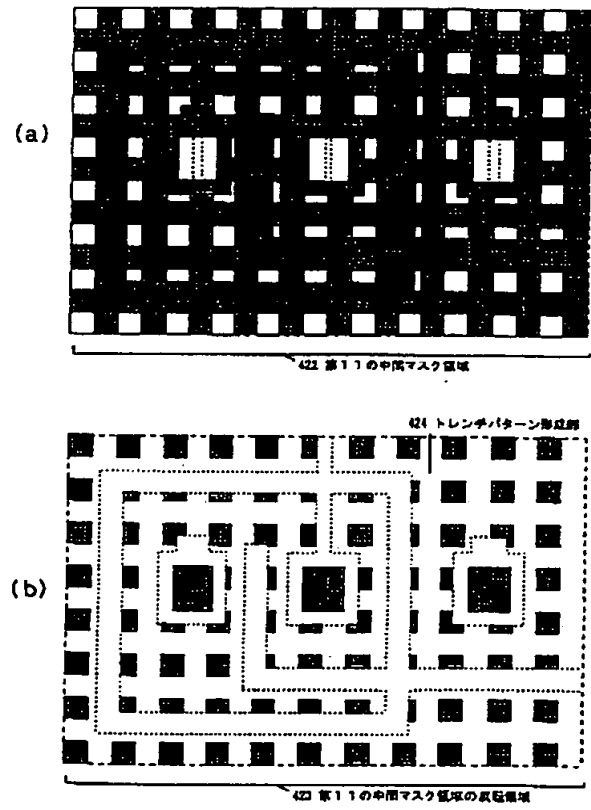 (a)
422 第11の中間マスク領域
424 トレンチパターン形成部
(b)
423 第11の中間マスク領域の反転領域